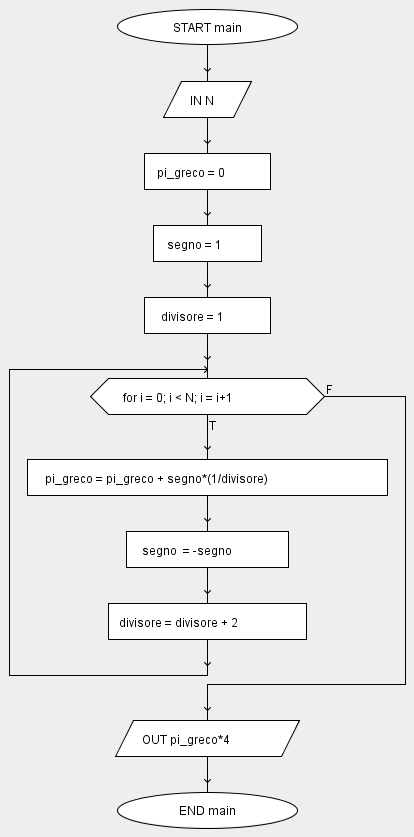 START main
IN N
pi_greco = 0
segno = 1
divisore = 1
for i = 0; i < N; i = i+1
F
T
pi_greco = pi_greco + segno*(1/divisore)
segno = -segno
divisore = divisore + 2
OUT pi_greco*4
END main